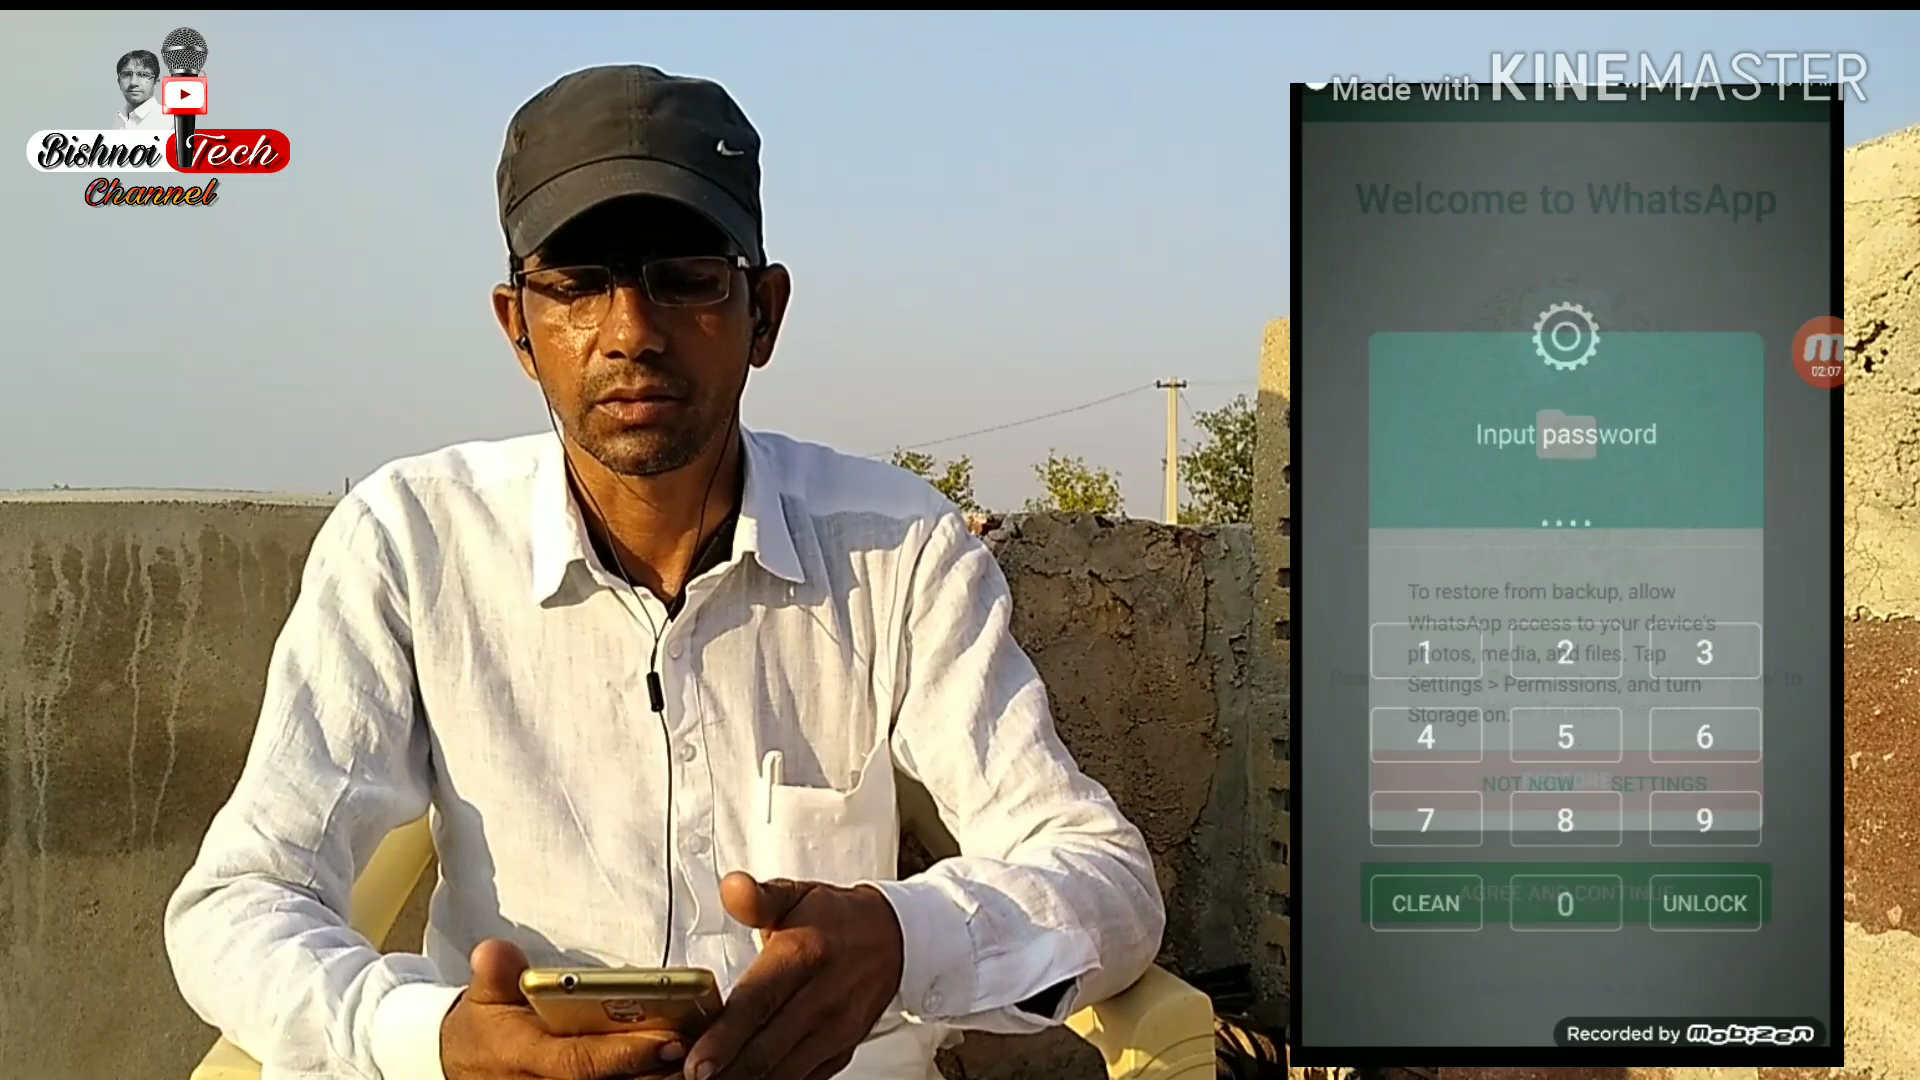 Bishnoi Tech
Channel
Made with KINEMASTER
Welcome to WhatsApp
02:07
Input password
To restore from backup, allow
WhatsApp access to your device's
photos, media, and files. Tap
Settings > Permissions, and turn
Storage on.
1 2 3
4 5 6
NOT NOW SETTINGS
7 8 9
AGREE AND CONTINUE
CLEAN 0 UNLOCK
Recorded by mobizen